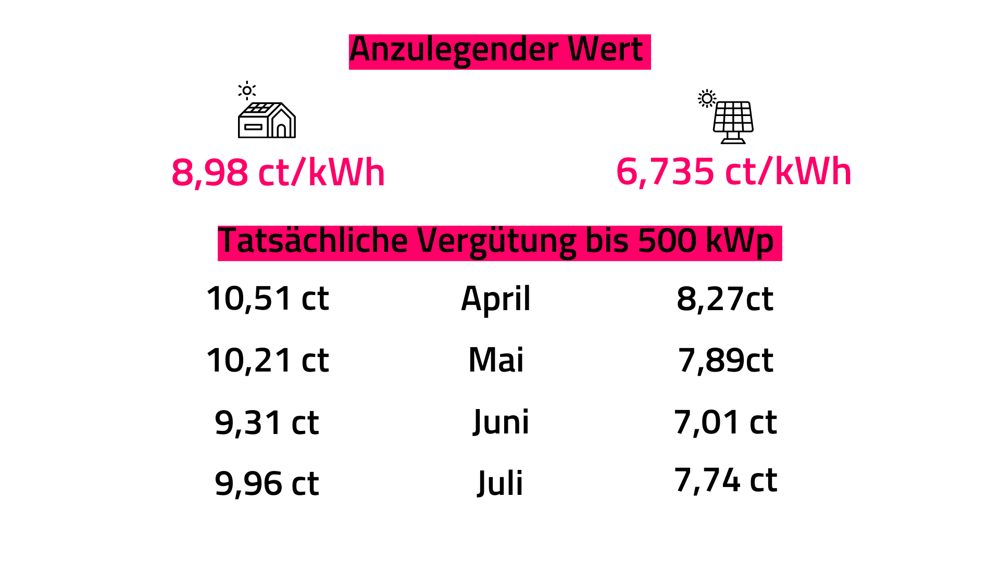 Anzulegender Wert
8,98 ct/kWh
6,735 ct/kWh
Tatsächliche Vergütung bis 500 kWp
10,51 ct April 8,27ct
10,21 ct Mai 7,89ct
9,31 ct Juni 7,01 ct
9,96 ct Juli 7,74 ct